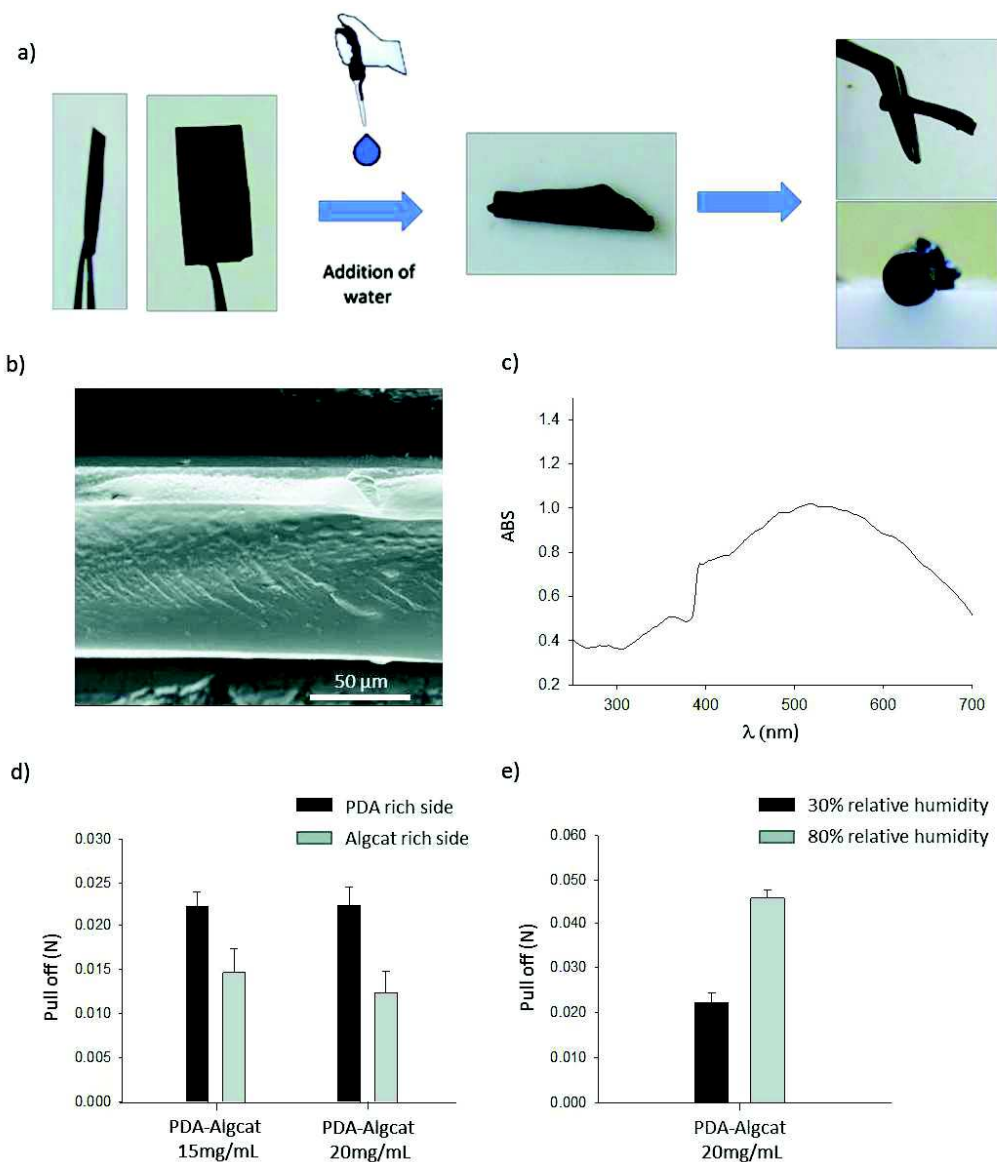 a)
Addition of
water
b)
50 µm
c)
1.4
1.2
1.0
0.8
0.6
0.4
0.2
ABS
300
400
500
600
700
λ (nm)
d)
PDA rich side
Algcat rich side
0.030
0.025
0.020
0.015
0.010
0.005
0.000
Pull off (N)
PDA-Algcat
15mg/mL
PDA-Algcat
20mg/mL
e)
30% relative humidity
80% relative humidity
0.060
0.050
0.040
0.030
0.020
0.010
0.000
Pull off (N)
PDA-Algcat
20mg/mL